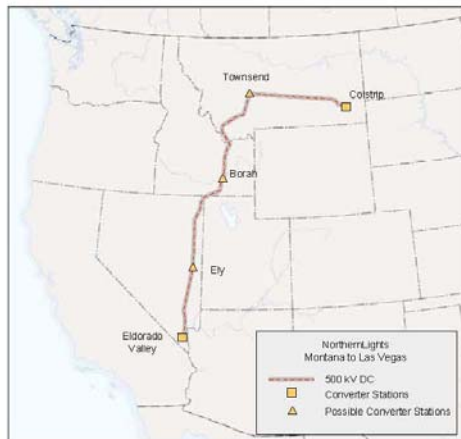 Townsend
Colstrip
Borah
Ely
Eldorado
Valley
NorthernLights
Montana to Las Vegas
500 kV DC
Converter Stations
Possible Converter Stations